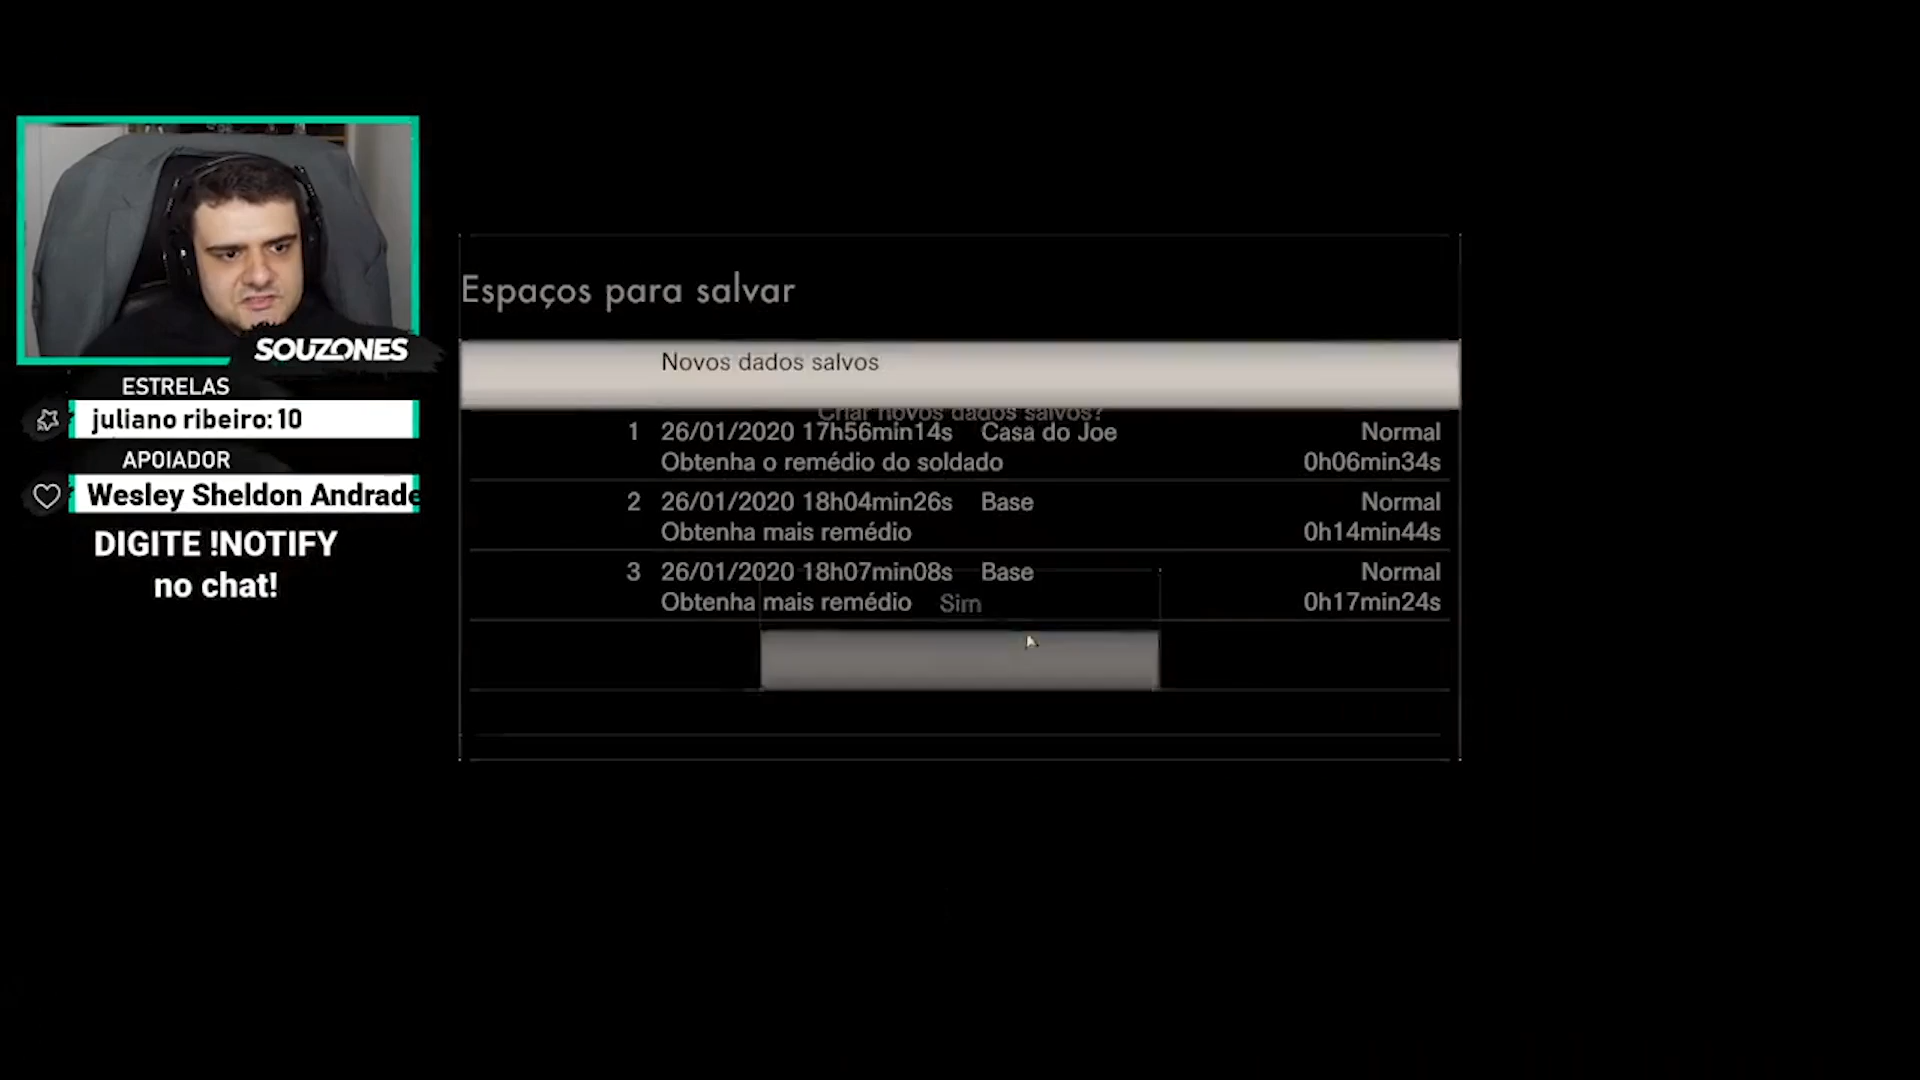 SOUZONES
ESTRELAS
juliano ribeiro: 10
APOIADOR
Wesley Sheldon Andrade
DIGITE !NOTIFY
no chat!
Espaços para salvar
Novos dados salvos
Criar novos dados salvos?
1 26/01/2020 17h56min14s Casa do Joe Normal
Obtenha o remédio do soldado 0h06min34s
2 26/01/2020 18h04min26s Base Normal
Obtenha mais remédio 0h14min44s
3 26/01/2020 18h07min08s Base Normal
Obtenha mais remédio 0h17min24s
Sim